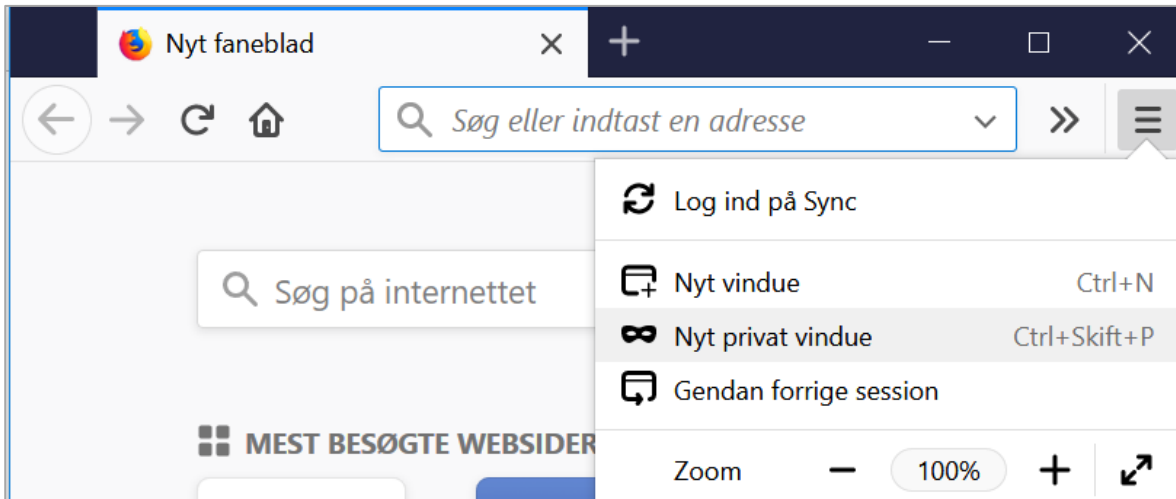 Nyt faneblad
Søg eller indtast en adresse
Log ind på Sync
Søg på internettet
Nyt vindue Ctrl+N
Nyt privat vindue Ctrl+Skift+P
Gendan forrige session
MEST BESØGTE WEBSIDER
Zoom 100%